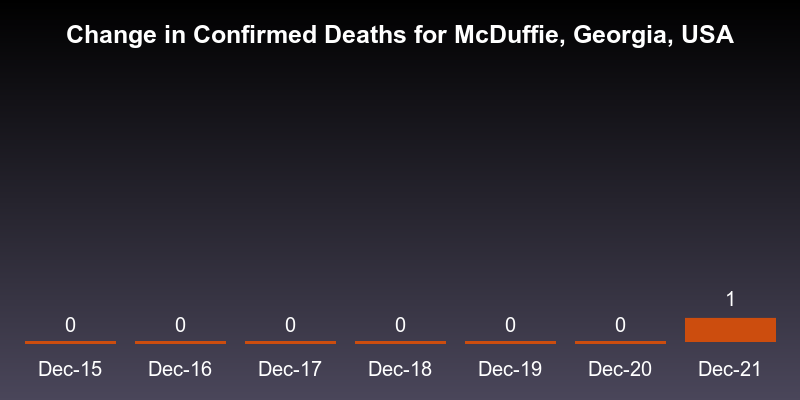 Change in Confirmed Deaths for McDuffie, Georgia, USA
0 0 0 0 0 0 1
Dec-15 Dec-16 Dec-17 Dec-18 Dec-19 Dec-20 Dec-21